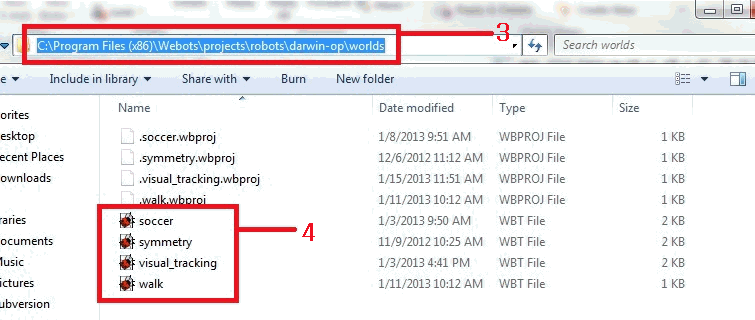 3
C:\Program Files (x86)\Webots\projects\robots\darwin-op\worlds
Search worlds
Include in library Share with Burn New folder
Name Date modified Type Size
.soccer.wbproj 1/8/2013 9:51 AM WBPROJ File 1 KB
.symmetry.wbproj 12/6/2012 11:12 AM WBPROJ File 1 KB
.visual_tracking.wbproj 1/15/2013 11:51 AM WBPROJ File 1 KB
.walk.wbproj 1/11/2013 10:12 AM WBPROJ File 1 KB
soccer 1/3/2013 9:50 AM WBT File 2 KB
symmetry 11/9/2012 10:25 AM WBT File 2 KB
visual_tracking 1/3/2013 4:41 PM WBT File 2 KB
walk 1/11/2013 10:12 AM WBT File 2 KB
4
orites
esktop
ecent Places
ownloads
raries
ocuments
Music
ictures
ubversion